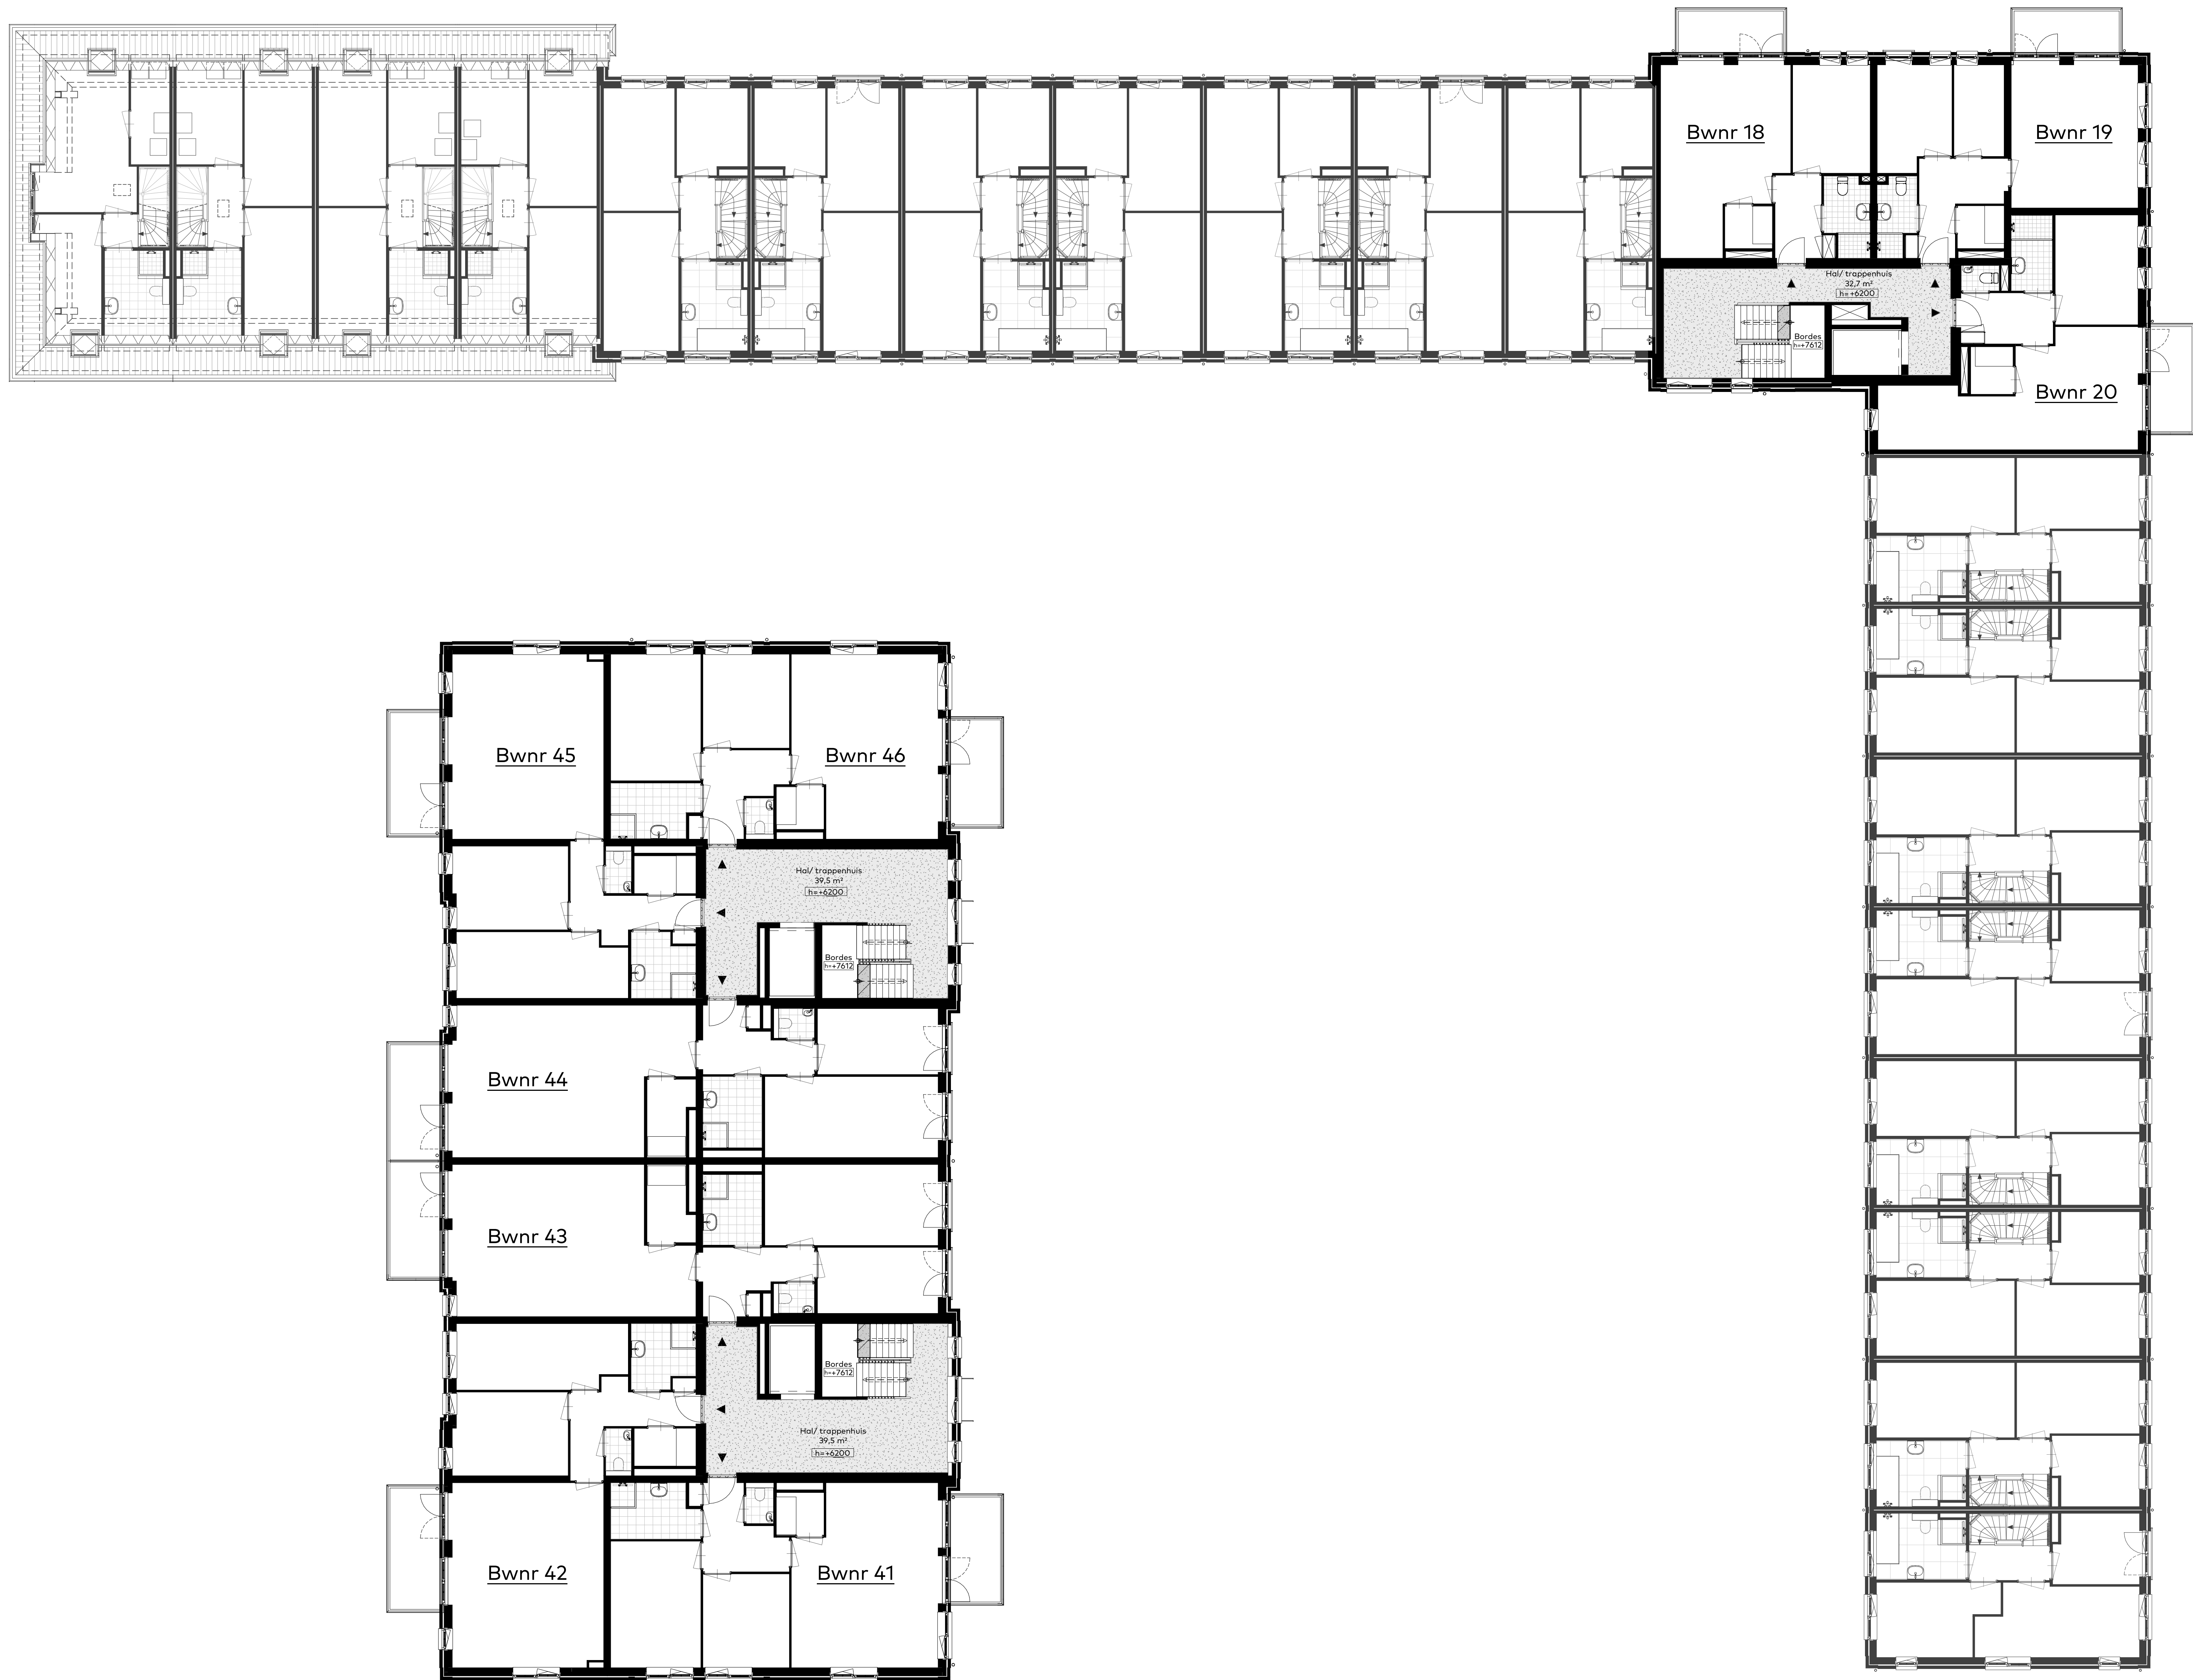 Bwnr 18
Bwnr 19
Hal/ trappenhuis
32,7 m²
h= +6200
Bordes
h=+7612
Bwnr 20
Bwnr 45
Bwnr 46
Hal/ trappenhuis
39,5 m²
h=+6200
Bordes
h=+7612
Bwnr 44
Bwnr 43
Bordes
h=+7612
Hal/ trappenhuis
39,5 m²
h=+6200
Bwnr 42
Bwnr 41